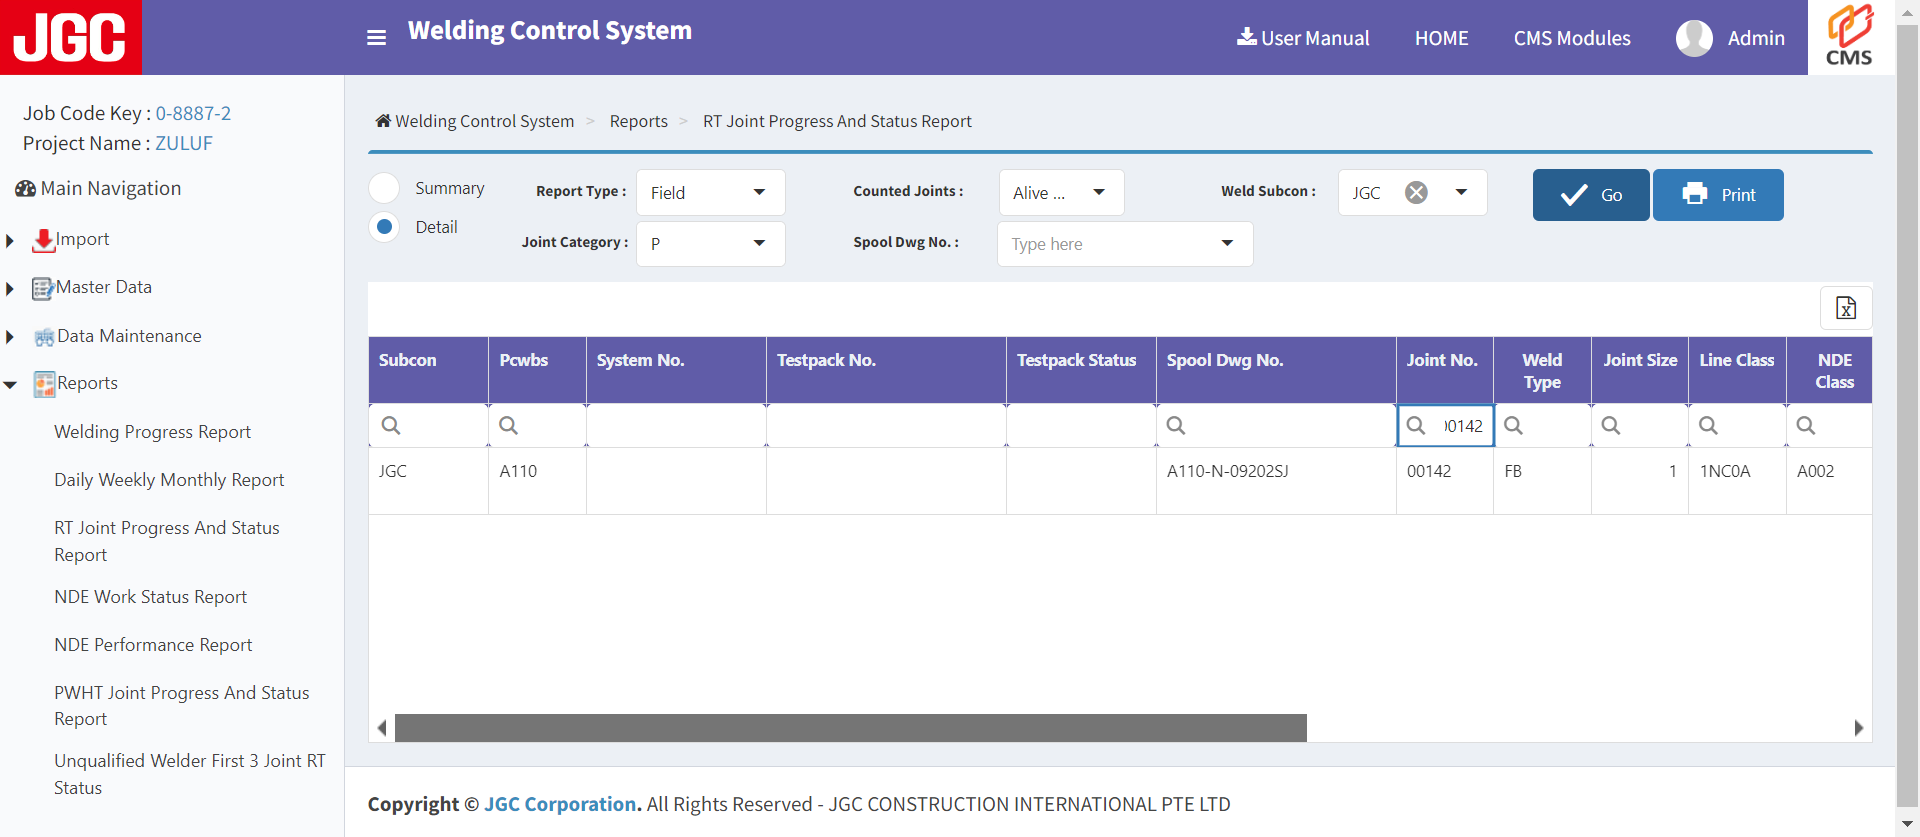 JGC
Welding Control System
User Manual
HOME
CMS Modules
Admin
CMS
Job Code Key : 0-8887-2
Project Name : ZULUF
Main Navigation
Import
Master Data
Data Maintenance
Reports
Welding Progress Report
Daily Weekly Monthly Report
RT Joint Progress And Status
Report
NDE Work Status Report
NDE Performance Report
PWHT Joint Progress And Status
Report
Unqualified Welder First 3 Joint RT
Status
Welding Control System > Reports > RT Joint Progress And Status Report
Summary
Detail
Report Type : Field
Counted Joints : Alive ...
Weld Subcon : JGC
Go
Print
Joint Category : P
Spool Dwg No. : Type here
Subcon Pcwbs System No. Testpack No. Testpack Status Spool Dwg No. Joint No. Weld Type Joint Size Line Class NDE Class
00142
JGC A110 A110-N-09202SJ 00142 FB 1 1NC0A A002
Copyright © JGC Corporation. All Rights Reserved - JGC CONSTRUCTION INTERNATIONAL PTE LTD